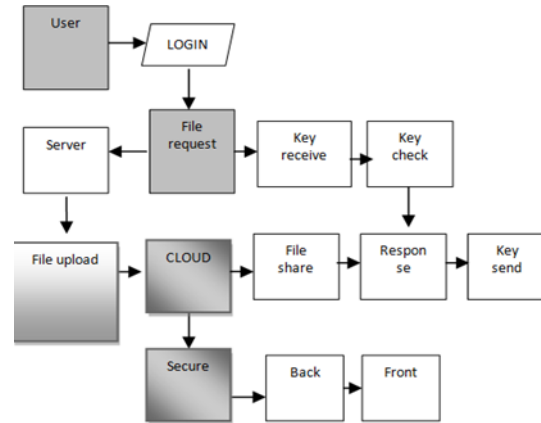 User
LOGIN
File
request
Key
receive
Key
check
Server
File upload
CLOUD
File
share
Respon
se
Key
send
Secure
Back
Front